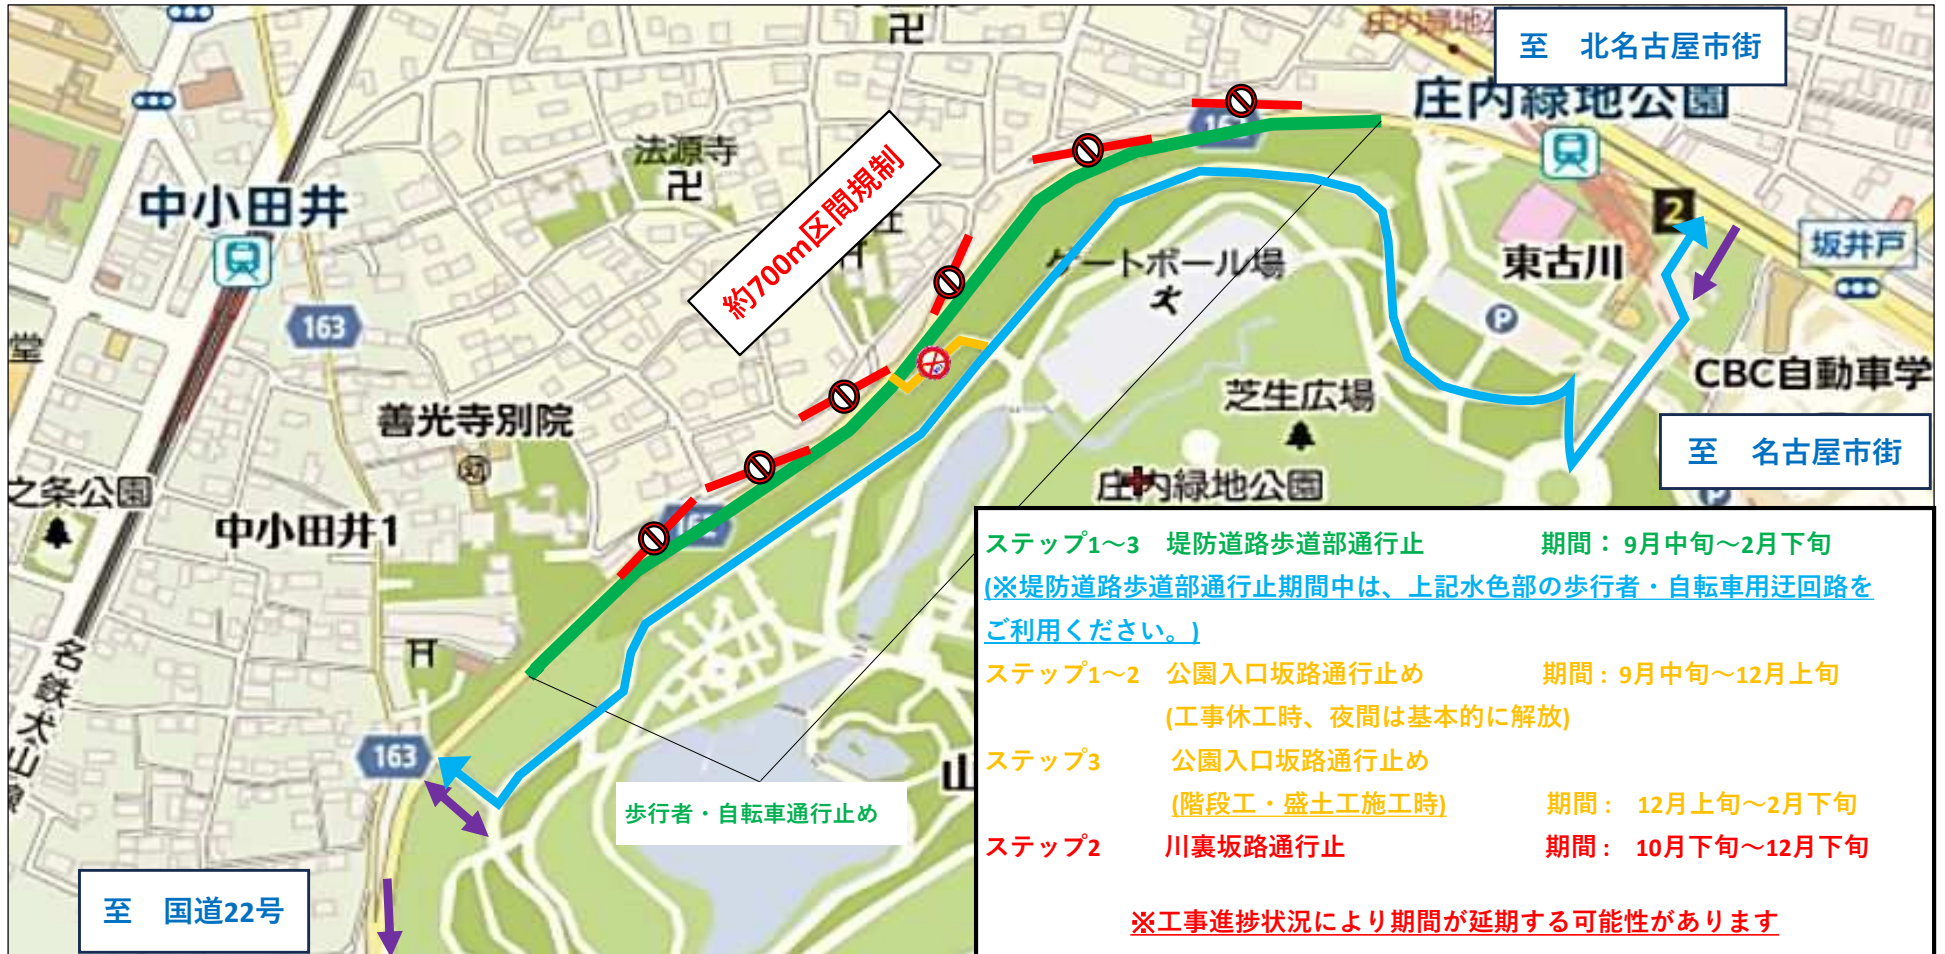 至　北名古屋市街
庄内緑地公園
法源寺
中小田井
約700m区間規制
2
坂井戸
東古川
ゲートボール場
P
163
堂
CBC自動車学
芝生広場
善光寺別院
至　名古屋市街
之条公園
庄内緑地公園
中小田井1
ステップ1～3　堤防道路歩道部通行止　期間：9月中旬～2月下旬
(※堤防道路歩道部通行止期間中は、上記水色部の歩行者・自転車用迂回路を
ご利用ください。)
ステップ1～2　公園入口坂路通行止め　期間：9月中旬～12月上旬
(工事休工時、夜間は基本的に解放)
ステップ3　公園入口坂路通行止め
(階段工・盛土工施工時)　期間：　12月上旬～2月下旬
ステップ2　川裏坂路通行止　期間：　10月下旬～12月下旬
※工事進捗状況により期間が延期する可能性があります
名鉄犬山線
163
山
歩行者・自転車通行止め
至　国道22号